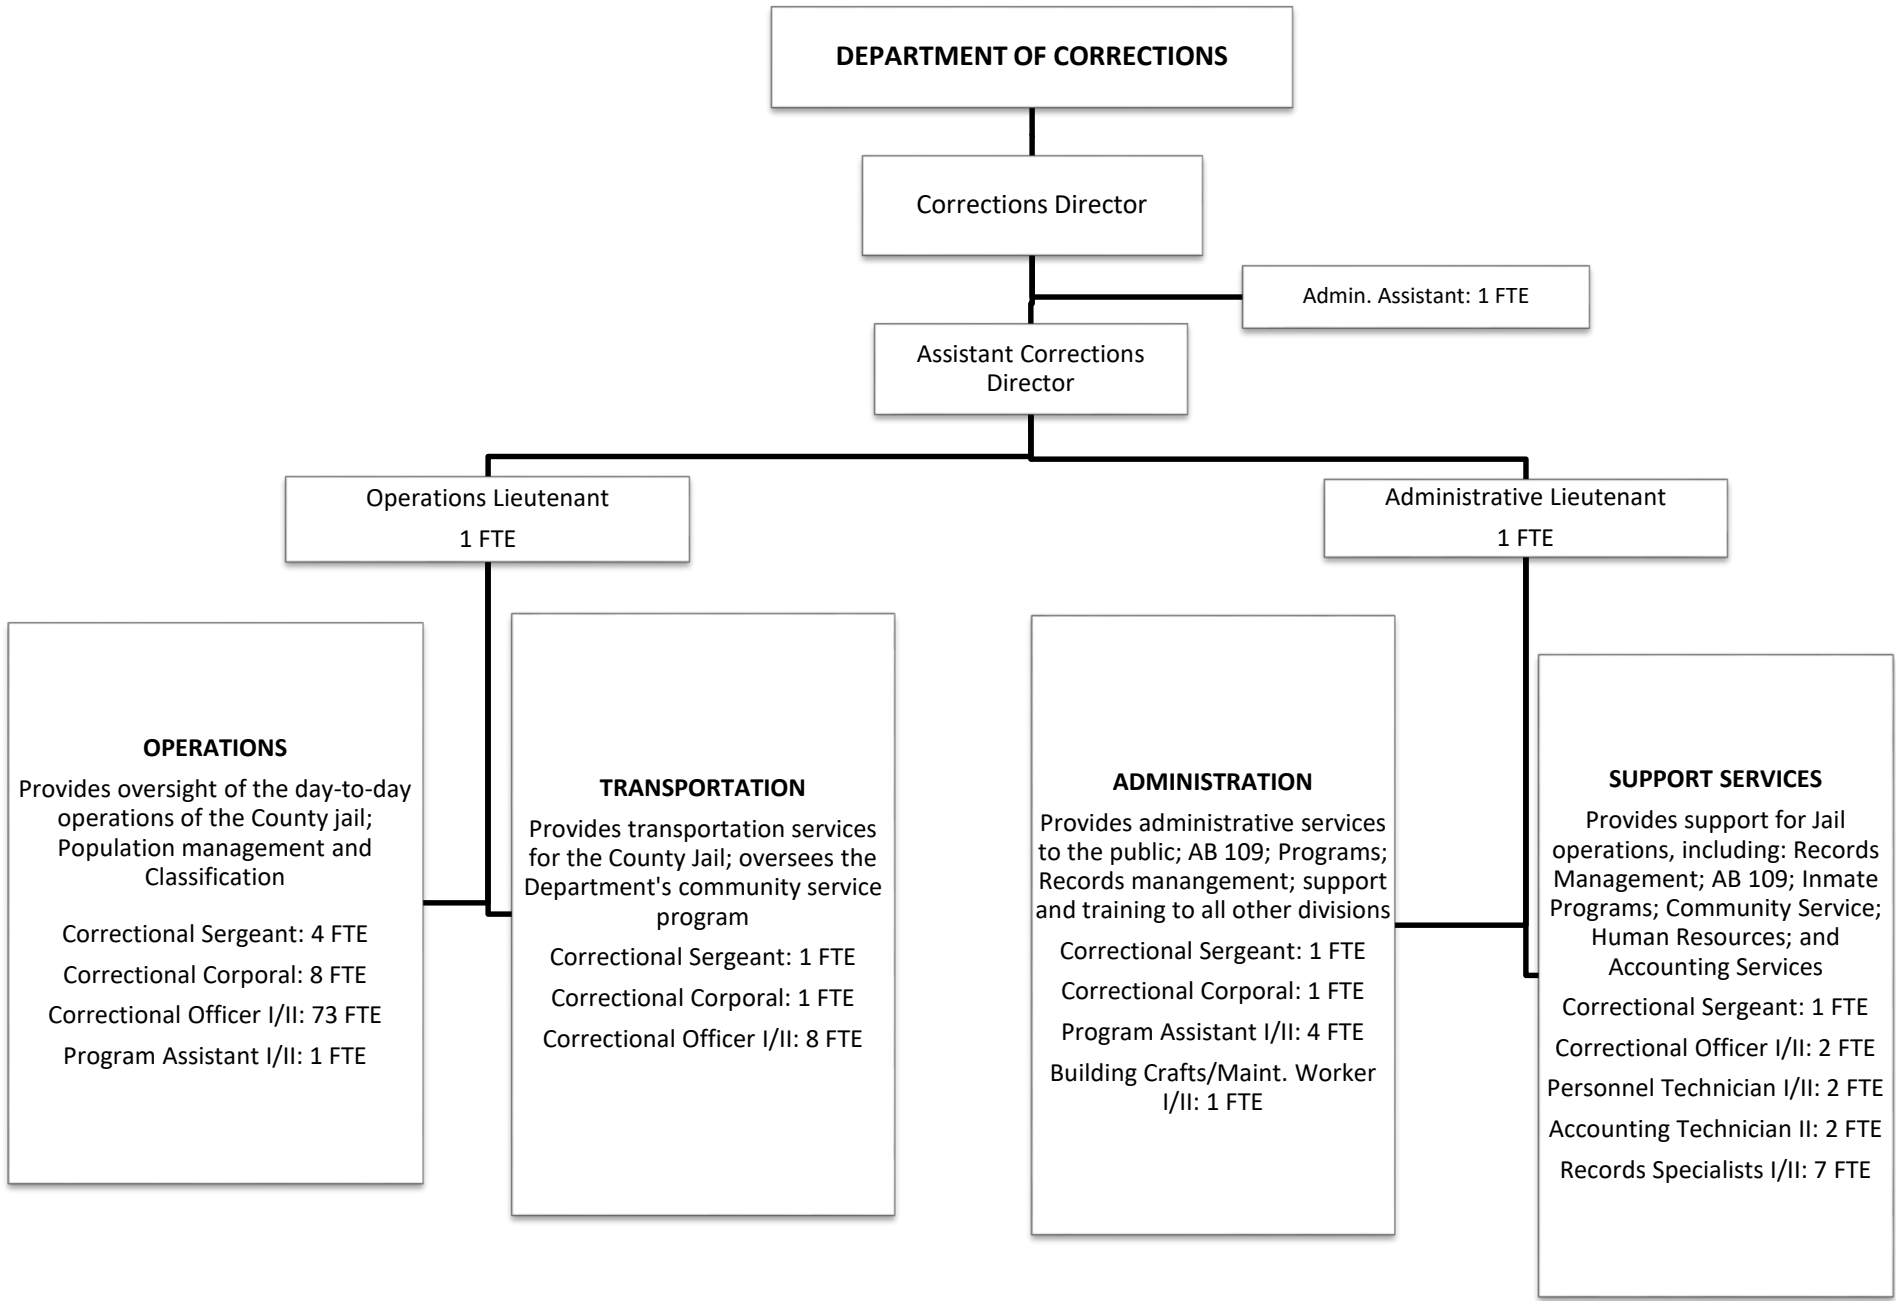 DEPARTMENT OF CORRECTIONS
Corrections Director
Admin. Assistant: 1 FTE
Assistant Corrections
Director
Operations Lieutenant
1 FTE
Administrative Lieutenant
1 FTE
OPERATIONS
Provides oversight of the day-to-day
operations of the County jail;
Population management and
Classification
Correctional Sergeant: 4 FTE
Correctional Corporal: 8 FTE
Correctional Officer I/II: 73 FTE
Program Assistant I/II: 1 FTE
TRANSPORTATION
Provides transportation services
for the County Jail; oversees the
Department's community service
program
Correctional Sergeant: 1 FTE
Correctional Corporal: 1 FTE
Correctional Officer I/II: 8 FTE
ADMINISTRATION
Provides administrative services
to the public; AB 109; Programs;
Records manangement; support
and training to all other divisions
Correctional Sergeant: 1 FTE
Correctional Corporal: 1 FTE
Program Assistant I/II: 4 FTE
Building Crafts/Maint. Worker
I/II: 1 FTE
SUPPORT SERVICES
Provides support for Jail
operations, including: Records
Management; AB 109; Inmate
Programs; Community Service;
Human Resources; and
Accounting Services
Correctional Sergeant: 1 FTE
Correctional Officer I/II: 2 FTE
Personnel Technician I/II: 2 FTE
Accounting Technician II: 2 FTE
Records Specialists I/II: 7 FTE